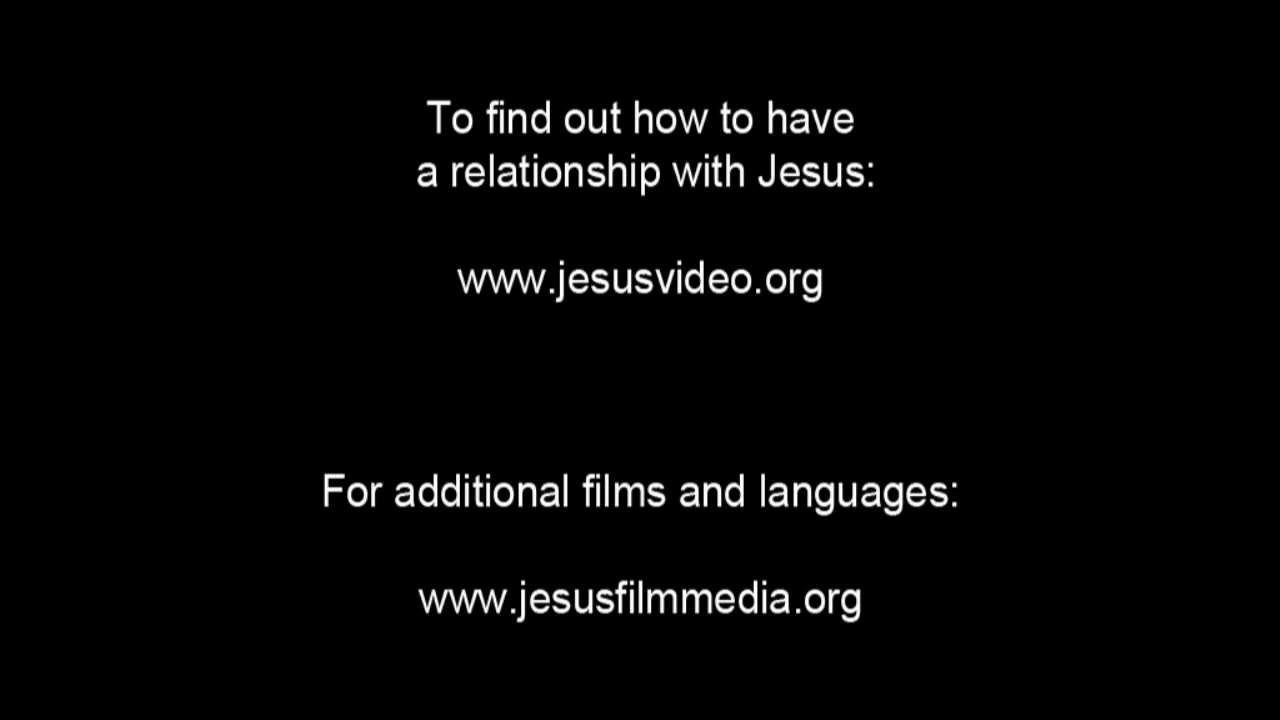 To find out how to have
a relationship with Jesus:
www.jesusvideo.org
For additional films and languages:
www.jesusfilmmedia.org